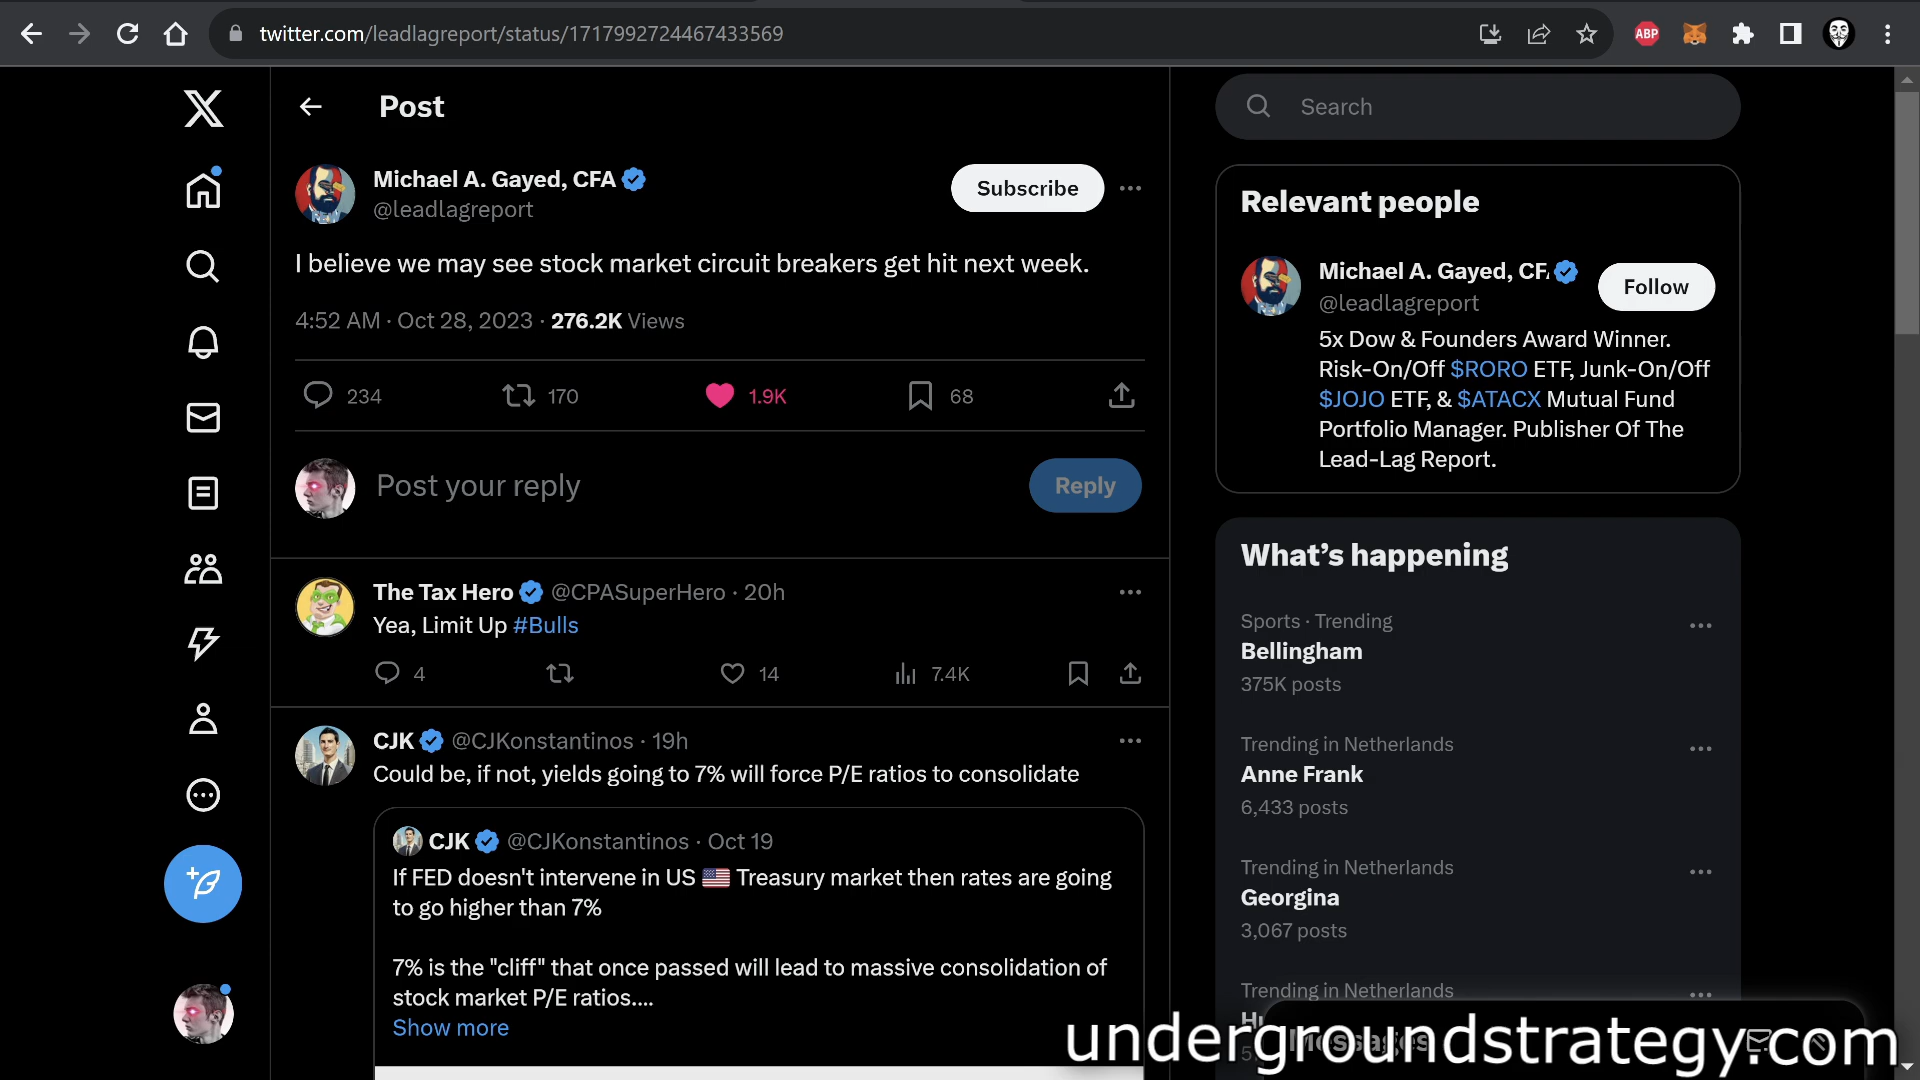 twitter.com/leadlagreport/status/1717992724467433569
ABP
X
Post
Search
Michael A. Gayed, CFA
@leadlagreport
Subscribe
I believe we may see stock market circuit breakers get hit next week.
4:52 AM · Oct 28, 2023 · 276.2K Views
234 170 1.9K 68
Post your reply
Reply
The Tax Hero @CPASuperHero · 20h
Yea, Limit Up #Bulls
4 14 7.4K
CJK @CJKonstantinos · 19h
Could be, if not, yields going to 7% will force P/E ratios to consolidate
CJK @CJKonstantinos · Oct 19
If FED doesn't intervene in US 🇺🇸 Treasury market then rates are going
to go higher than 7%
7% is the "cliff" that once passed will lead to massive consolidation of
stock market P/E ratios....
Show more
Relevant people
Michael A. Gayed, CF
@leadlagreport
Follow
5x Dow & Founders Award Winner.
Risk-On/Off $RORO ETF, Junk-On/Off
$JOJO ETF, & $ATACX Mutual Fund
Portfolio Manager. Publisher Of The
Lead-Lag Report.
What's happening
Sports · Trending
Bellingham
375K posts
Trending in Netherlands
Anne Frank
6,433 posts
Trending in Netherlands
Georgina
3,067 posts
Trending in Netherlands
Messages
undergroundstrategy.com